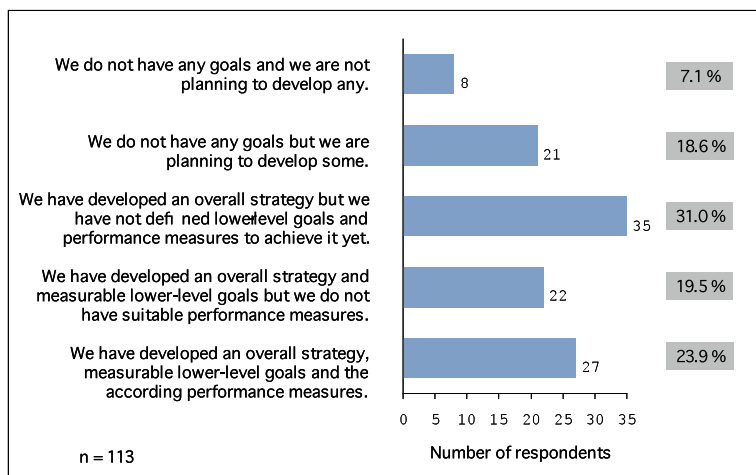 We do not have any goals and we are not
planning to develop any.
8
7.1 %
We do not have any goals but we are
planning to develop some.
21
18.6 %
We have developed an overall strategy but we
have not defi ned lowerlevel goals and
performance measures to achieve it yet.
35
31.0 %
We have developed an overall strategy and
measurable lower-level goals but we do not
have suitable performance measures.
22
19.5 %
We have developed an overall strategy,
measurable lower-level goals and the
according performance measures.
27
23.9 %
0 5 10 15 20 25 30 35
n = 113
Number of respondents